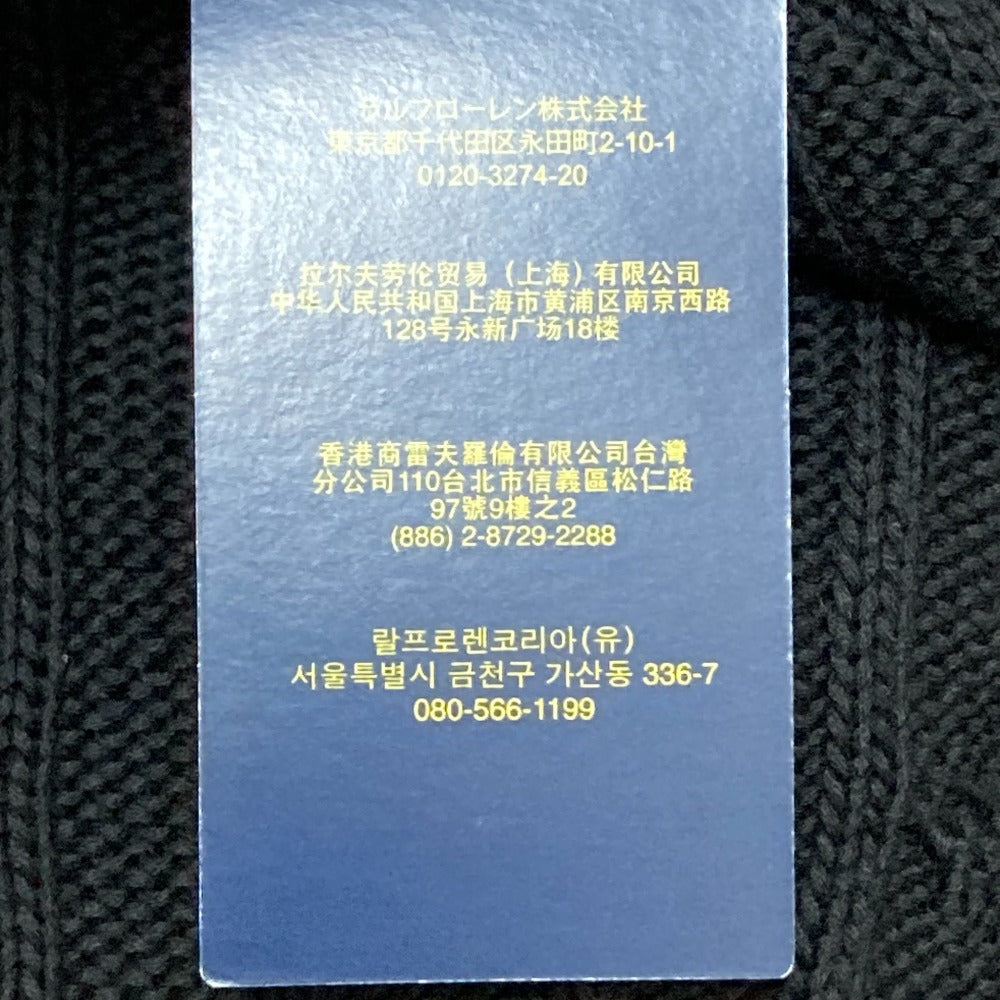 ラルフローレン株式会社
東京都千代田区永田町2-10-1
0120-3274-20
拉尔夫劳伦贸易（上海）有限公司
中华人民共和国上海市黄浦区南京西路
128号永新广场18楼
香港商雷夫羅倫有限公司台灣
分公司110台北市信義區松仁路
97號9樓之2
(886) 2-8729-2288
랄프로렌코리아(유)
서울특별시 금천구 가산동 336-7
080-566-1199